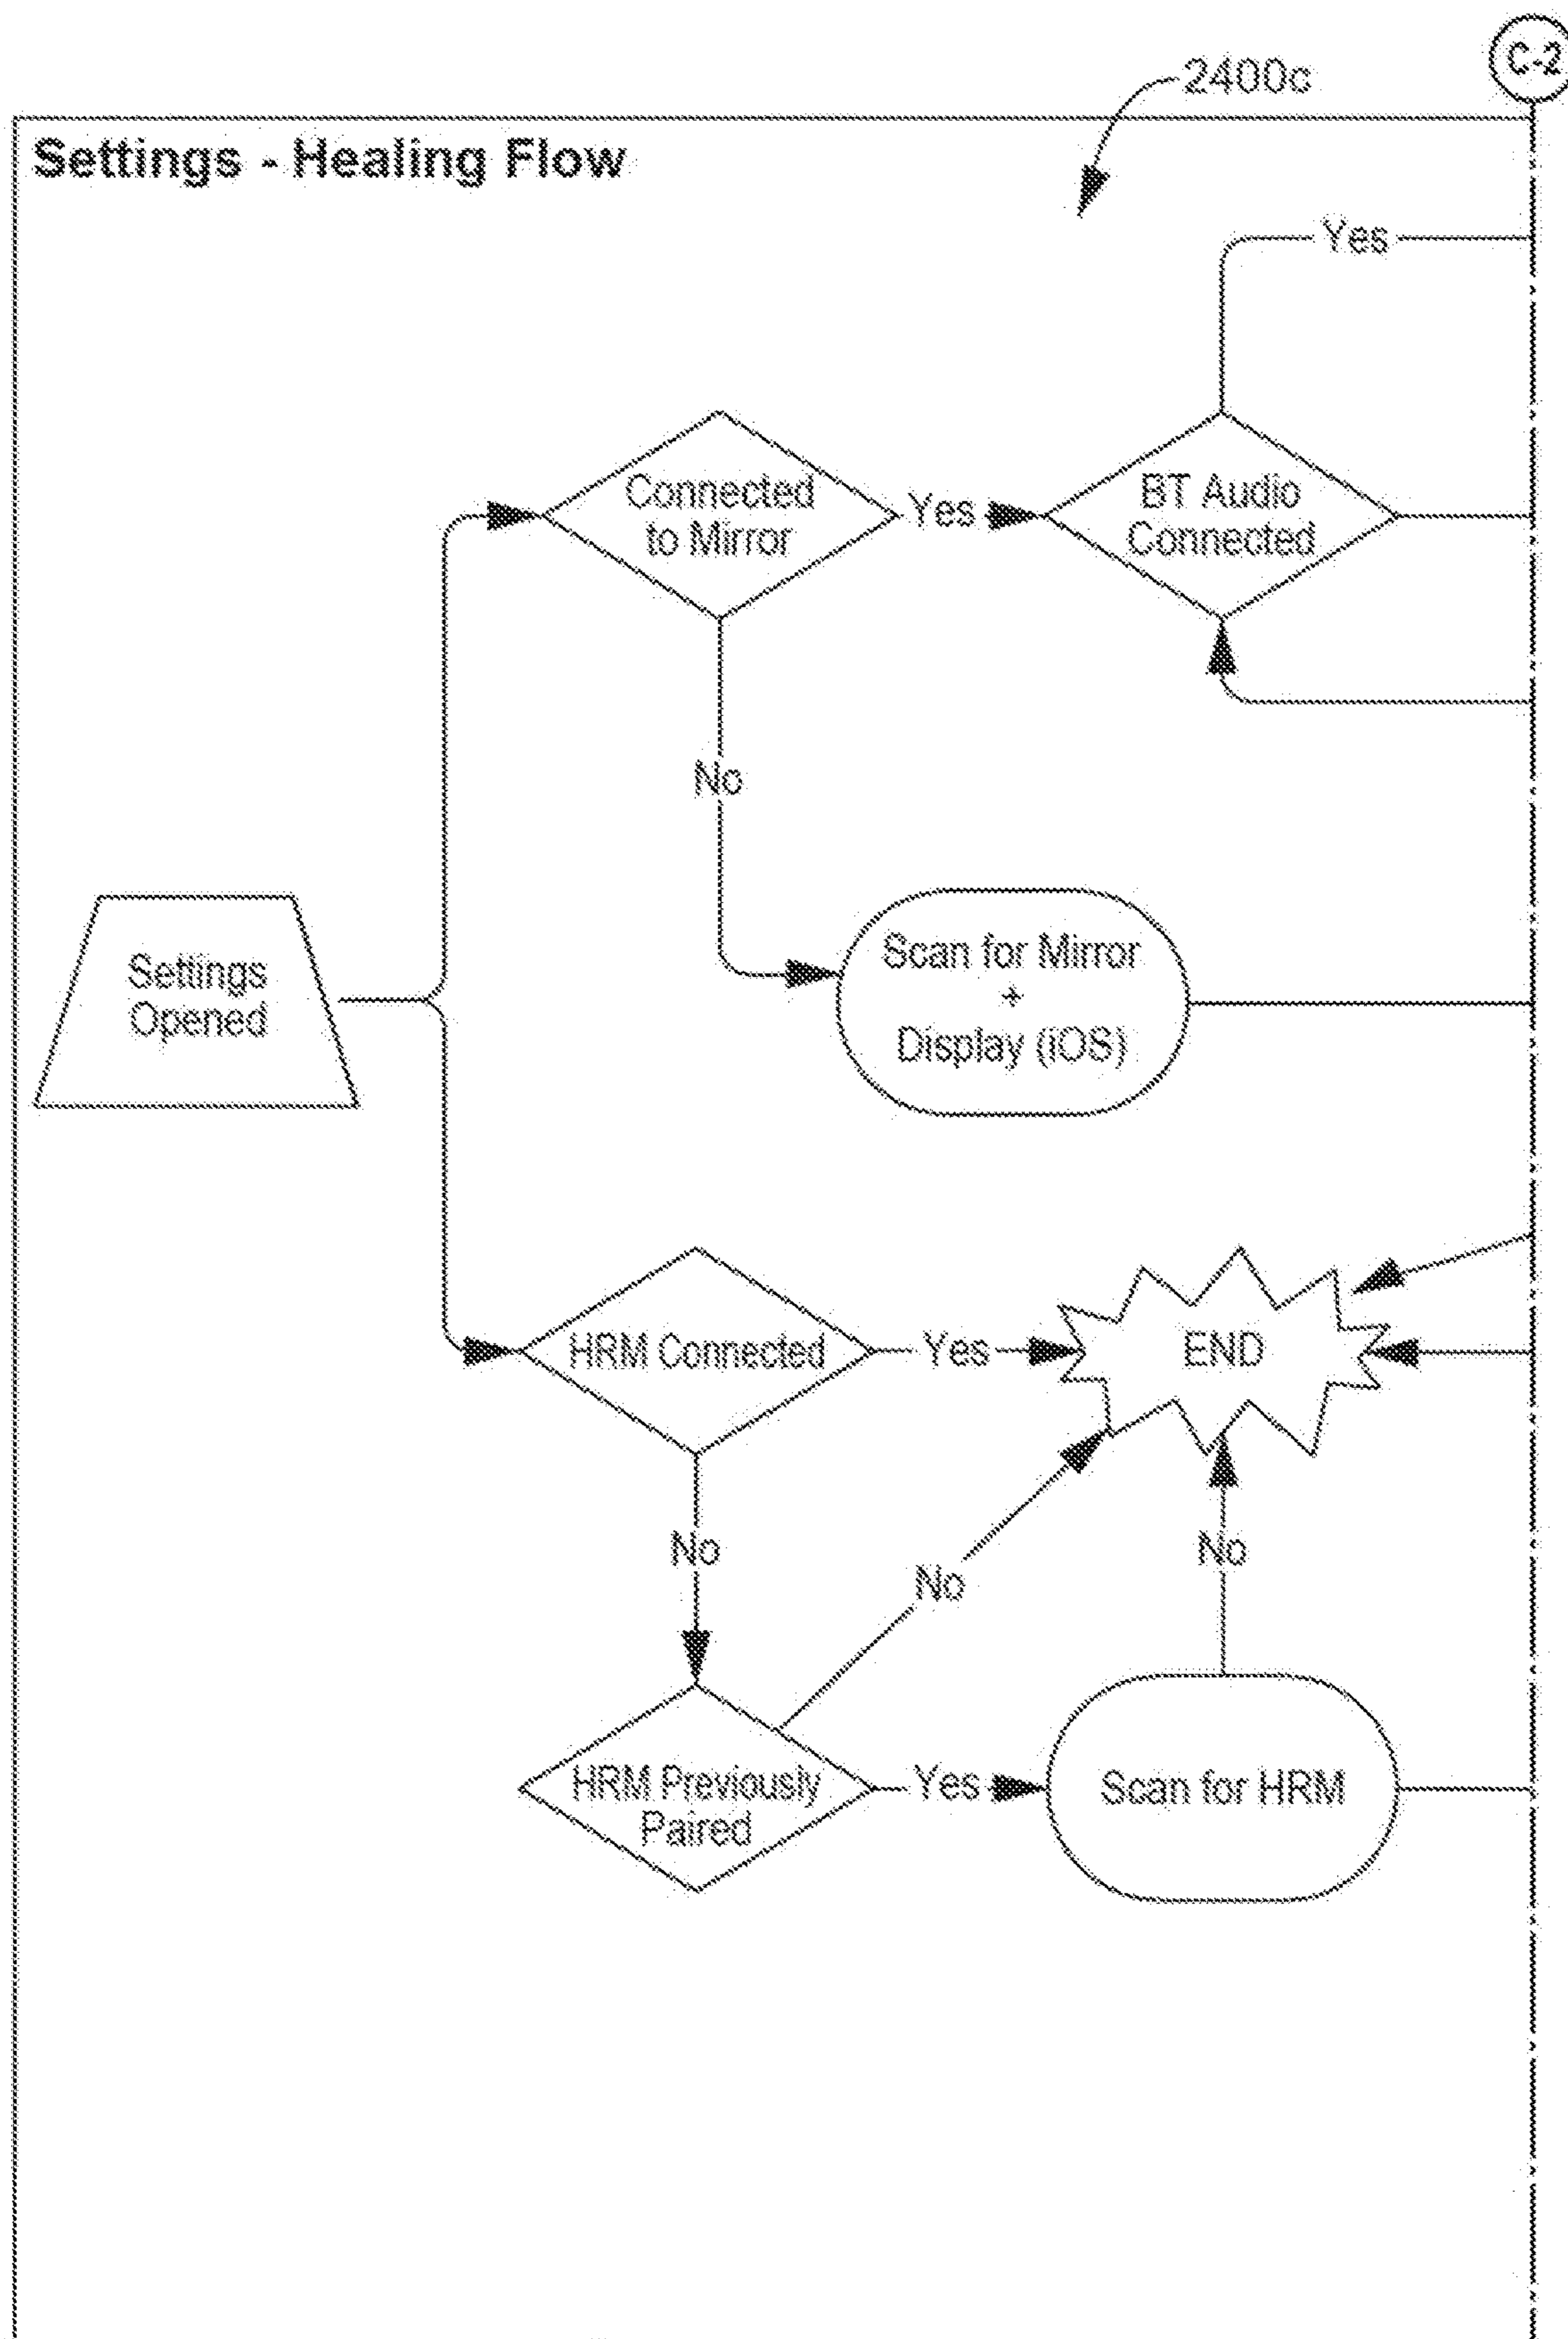 C-2
2400c
Settings - Healing Flow
Yes
Connected
to Mirror
Yes
BT Audio
Connected
No
Settings
Opened
Scan for Mirror
+
Display (iOS)
HRM Connected
Yes
END
No
No
No
HRM Previously
Paired
Yes
Scan for HRM